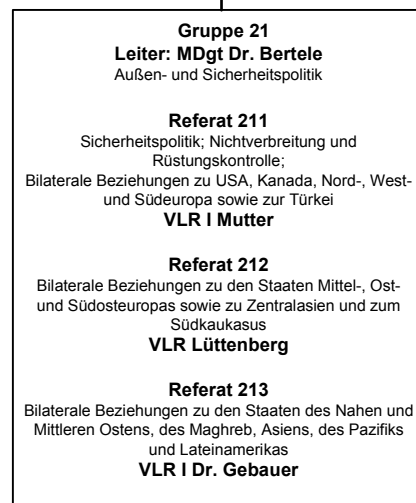 Gruppe 21
Leiter: MDgt Dr. Bertele
Außen- und Sicherheitspolitik
Referat 211
Sicherheitspolitik; Nichtverbreitung und
Rüstungskontrolle;
Bilaterale Beziehungen zu USA, Kanada, Nord-, West-
und Südeuropa sowie zur Türkei
VLR I Mutter
Referat 212
Bilaterale Beziehungen zu den Staaten Mittel-, Ost-
und Südosteuropas sowie zu Zentralasien und zum
Südkaukasus
VLR Lüttenberg
Referat 213
Bilaterale Beziehungen zu den Staaten des Nahen und
Mittleren Ostens, des Maghreb, Asiens, des Pazifiks
und Lateinamerikas
VLR I Dr. Gebauer